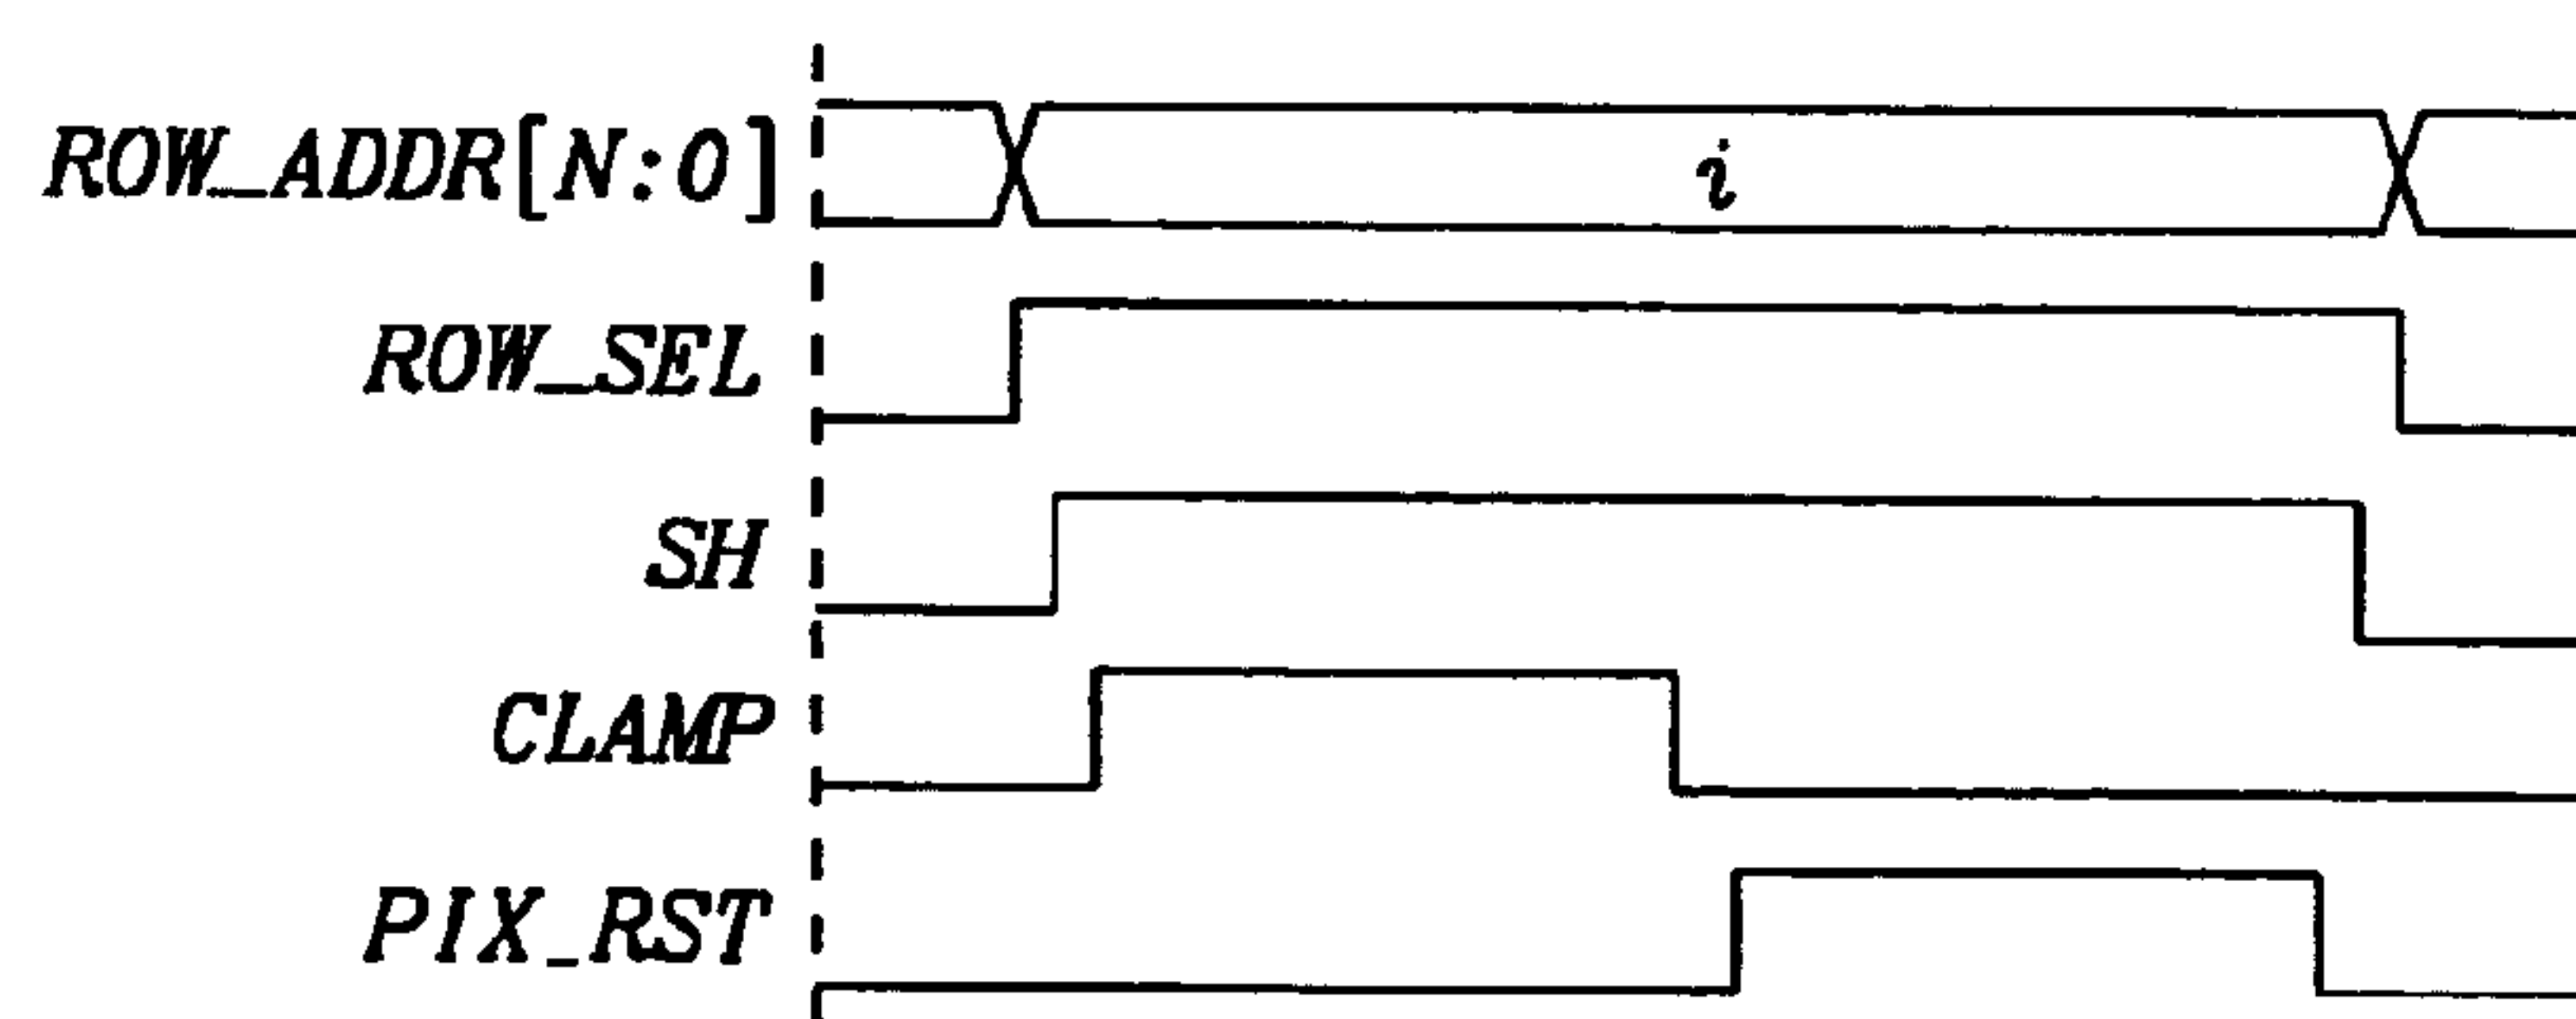 ROW_ADDR[N:0]
i
ROW_SEL
SH
CLAMP
PIX_RST